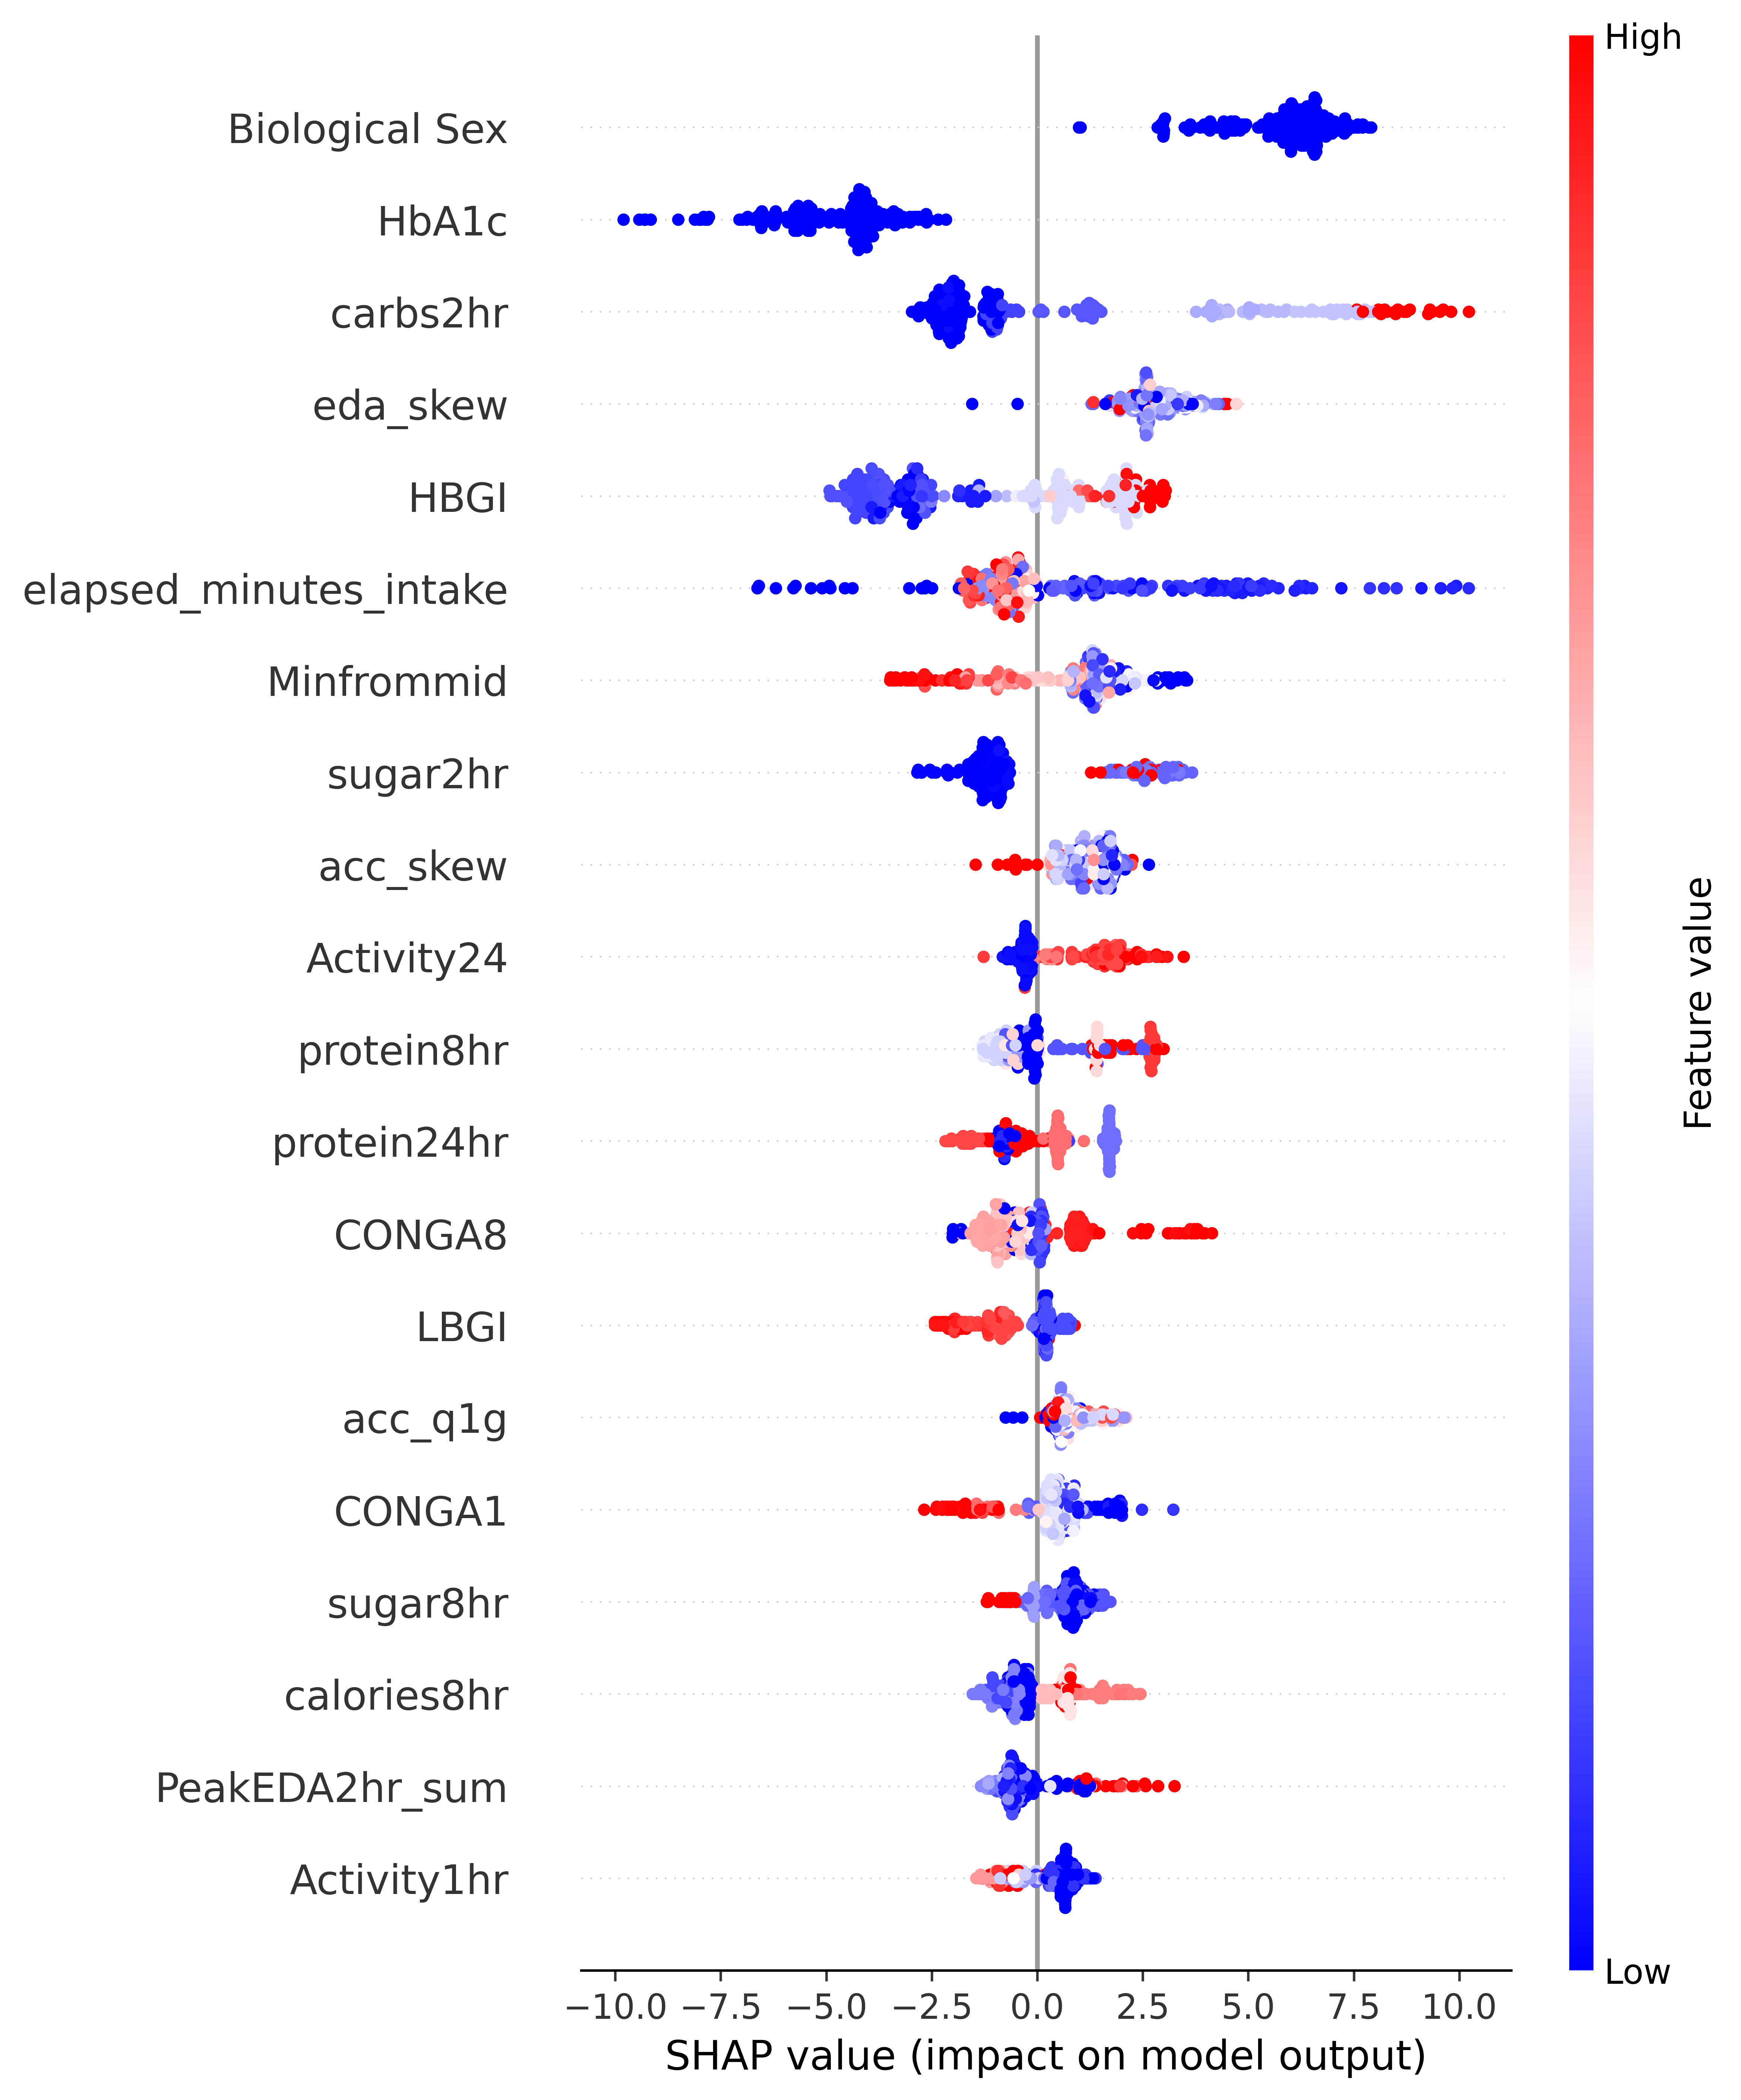 High
Biological Sex
HbA1c
carbs2hr
eda_skew
HBGI
elapsed_minutes_intake
Minfrommid
sugar2hr
acc_skew
Activity24
protein8hr
protein24hr
CONGA8
LBGI
acc_q1g
CONGA1
sugar8hr
calories8hr
PeakEDA2hr_sum
Activity1hr
Feature value
Low
−10.0 −7.5 −5.0 −2.5 0.0 2.5 5.0 7.5 10.0
SHAP value (impact on model output)